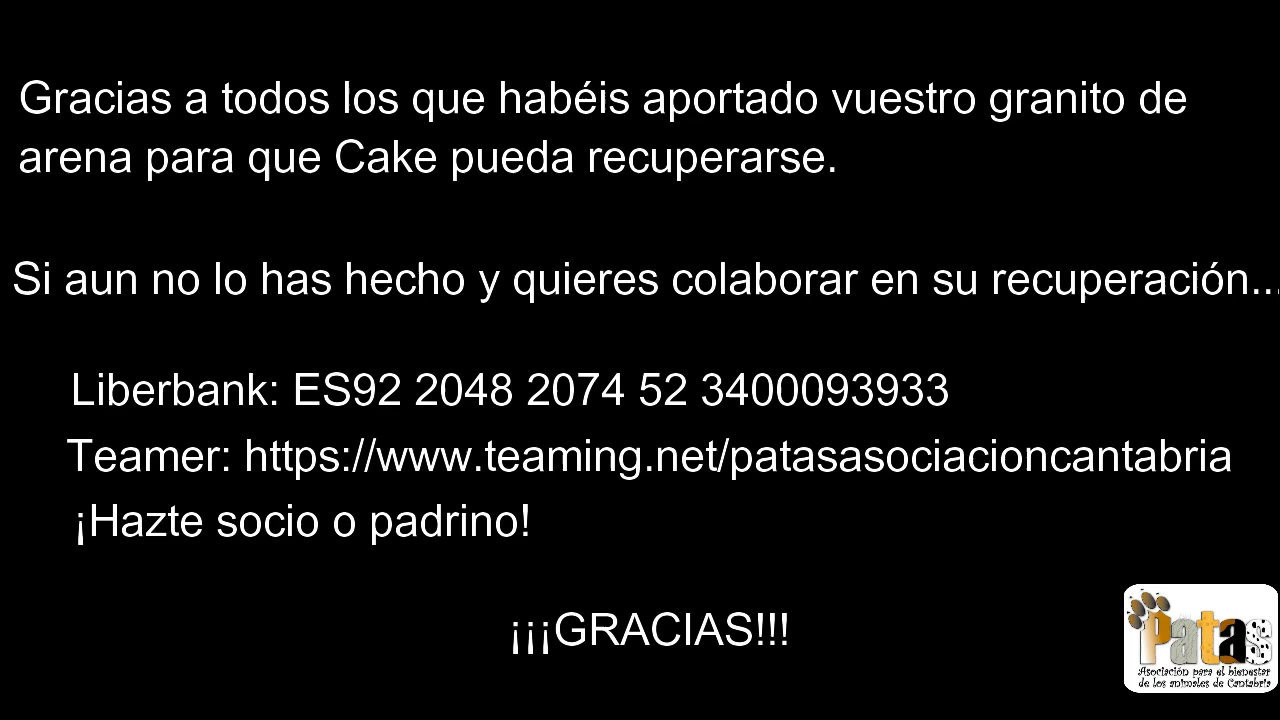 Gracias a todos los que habéis aportado vuestro granito de
arena para que Cake pueda recuperarse.
Si aun no lo has hecho y quieres colaborar en su recuperación...
Liberbank: ES92 2048 2074 52 3400093933
Teamer: https://www.teaming.net/patasasociacioncantabria
¡Hazte socio o padrino!
¡¡¡GRACIAS!!!
Patas
Asociación para el bienestar
de los animales de Cantabria